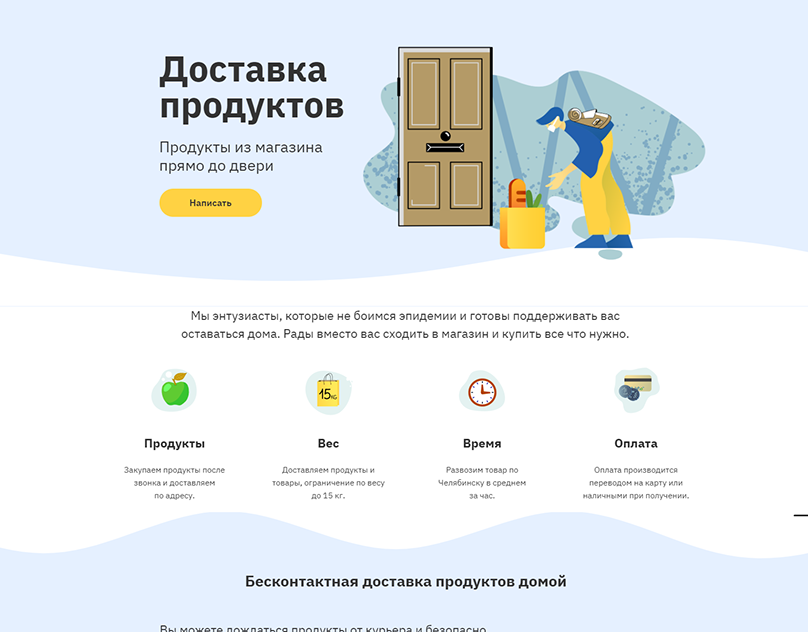 Доставка
продуктов
Продукты из магазина
прямо до двери
Написать
Мы энтузиасты, которые не боимся эпидемии и готовы поддерживать вас
оставаться дома. Рады вместо вас сходить в магазин и купить все что нужно.
15KG
Продукты
Закупаем продукты после
звонка и доставляем
по адресу.
Вес
Доставляем продукты и
товары, ограничение по весу
до 15 кг.
Время
Развозим товар по
Челябинску в среднем
за час.
Оплата
Оплата производится
переводом на карту или
наличными при получении.
Бесконтактная доставка продуктов домой
Вы можете дождаться продукты от курьера и безопасно